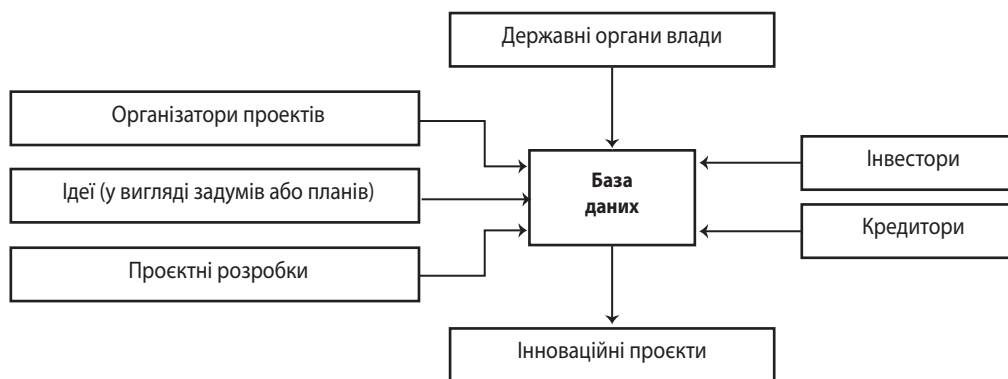 Державні органи влади
Організатори проектів
Ідеї (у вигляді задумів або планів)
Проєктні розробки
База
даних
Інвестори
Кредитори
Інноваційні проєкти